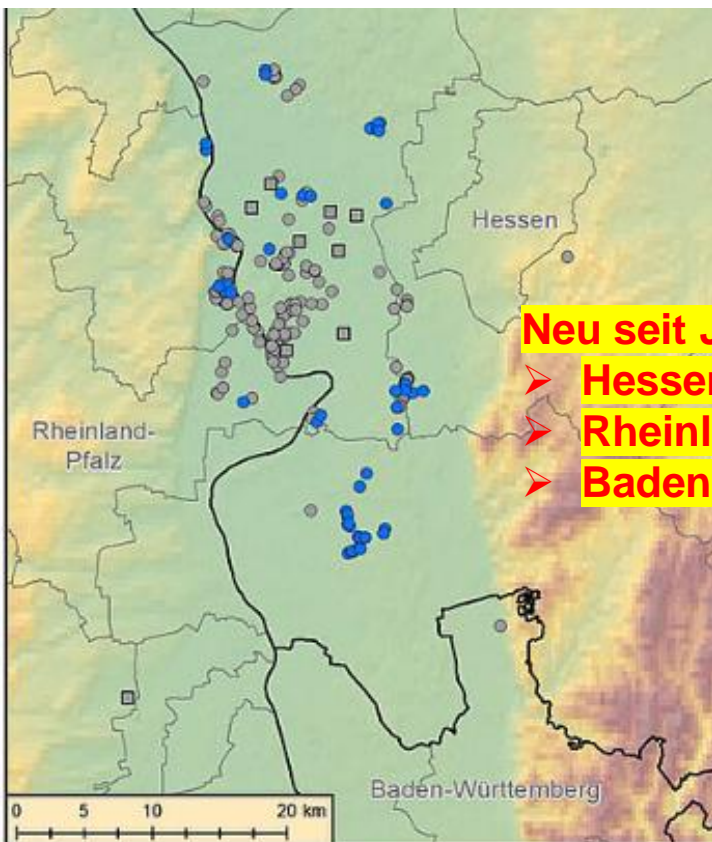 Hessen
Neu seit J
➢ Hessen
➢ Rheinl
➢ Baden
Rheinland-
Pfalz
Baden-Württemberg
0 5 10 20 km